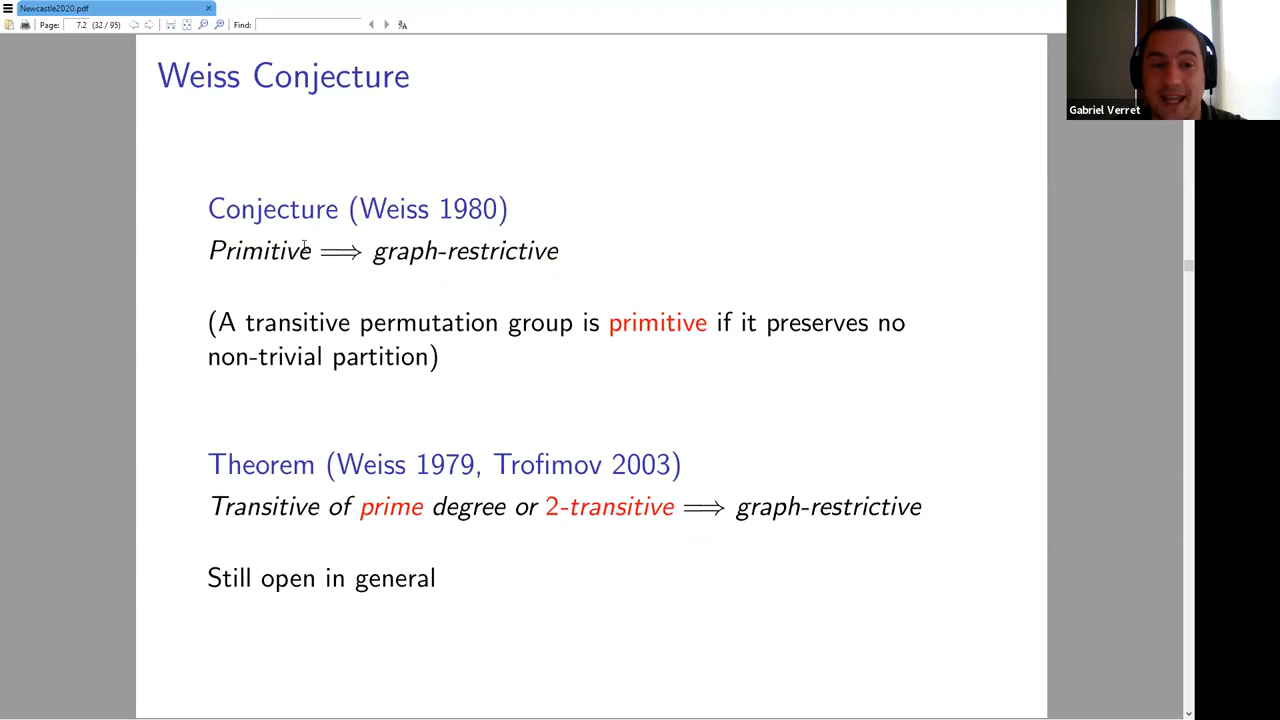 Newcastle2020.pdf
Page: 7.2 (32 / 95) Find:
Gabriel Verret
Weiss Conjecture
Conjecture (Weiss 1980)
Primitive ⟹ graph-restrictive
(A transitive permutation group is primitive if it preserves no
non-trivial partition)
Theorem (Weiss 1979, Trofimov 2003)
Transitive of prime degree or 2-transitive ⟹ graph-restrictive
Still open in general